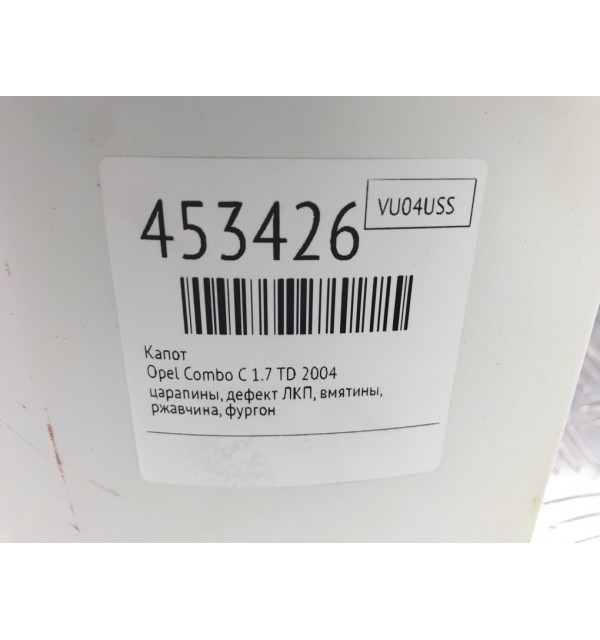 453426
VU04USS
Капот
Opel Combo C 1.7 TD 2004
царапины, дефект ЛКП, вмятины,
ржавчина, фургон